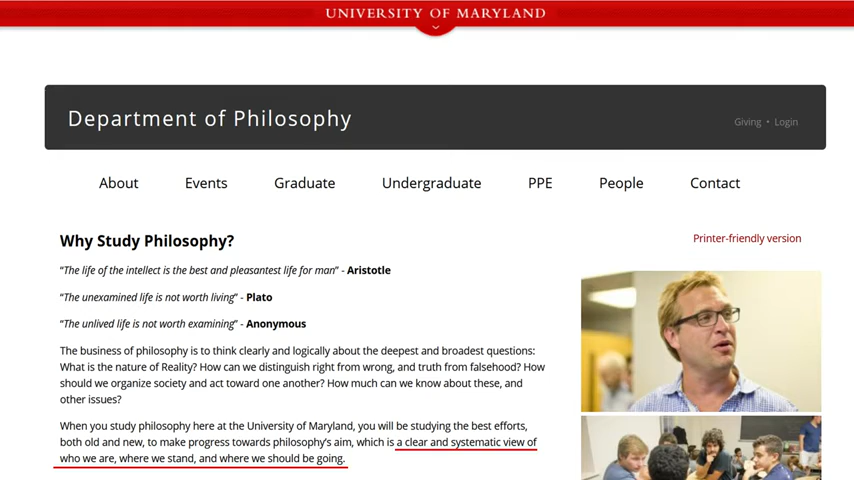 UNIVERSITY OF MARYLAND
Department of Philosophy
Giving • Login
About Events Graduate Undergraduate PPE People Contact
Why Study Philosophy?
Printer-friendly version
“The life of the intellect is the best and pleasantest life for man” - Aristotle
“The unexamined life is not worth living” - Plato
“The unlived life is not worth examining” - Anonymous
The business of philosophy is to think clearly and logically about the deepest and broadest questions:
What is the nature of Reality? How can we distinguish right from wrong, and truth from falsehood? How
should we organize society and act toward one another? How much can we know about these, and
other issues?
When you study philosophy here at the University of Maryland, you will be studying the best efforts,
both old and new, to make progress towards philosophy's aim, which is a clear and systematic view of
who we are, where we stand, and where we should be going.